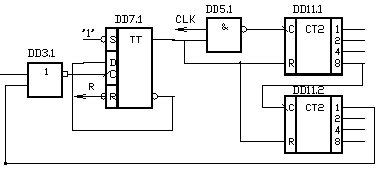 DD7.1
DD5.1
DD11.1
CLK
'1'
S
TT
&
C
CT2
1
2
4
8
DD3.1
1
D
C
R
R
R
DD11.2
C
CT2
1
2
4
8
R